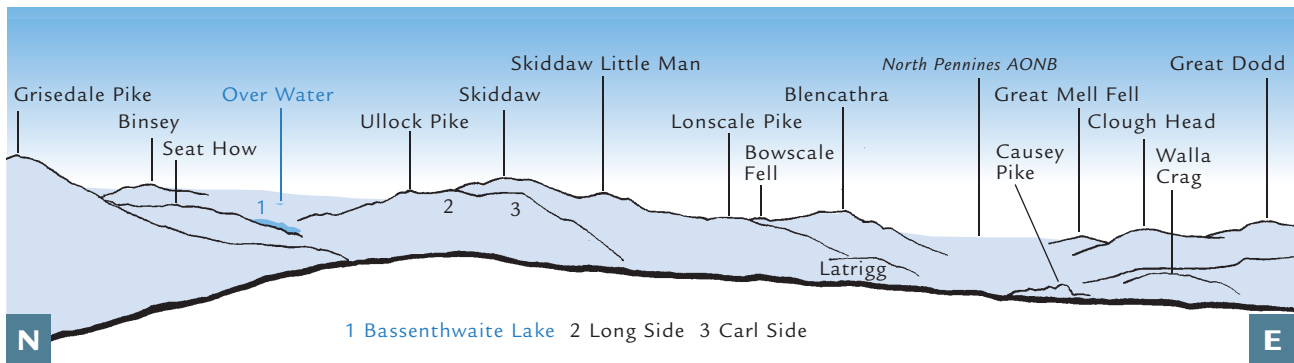 Skiddaw Little Man
North Pennines AONB
Great Dodd
Grisedale Pike
Over Water
Skiddaw
Blencathra
Great Mell Fell
Binsey
Ullock Pike
Lonscale Pike
Clough Head
Seat How
Bowscale
Fell
Causey
Pike
Walla
Crag
1
2
3
Latrigg
N
1 Bassenthwaite Lake 2 Long Side 3 Carl Side
E